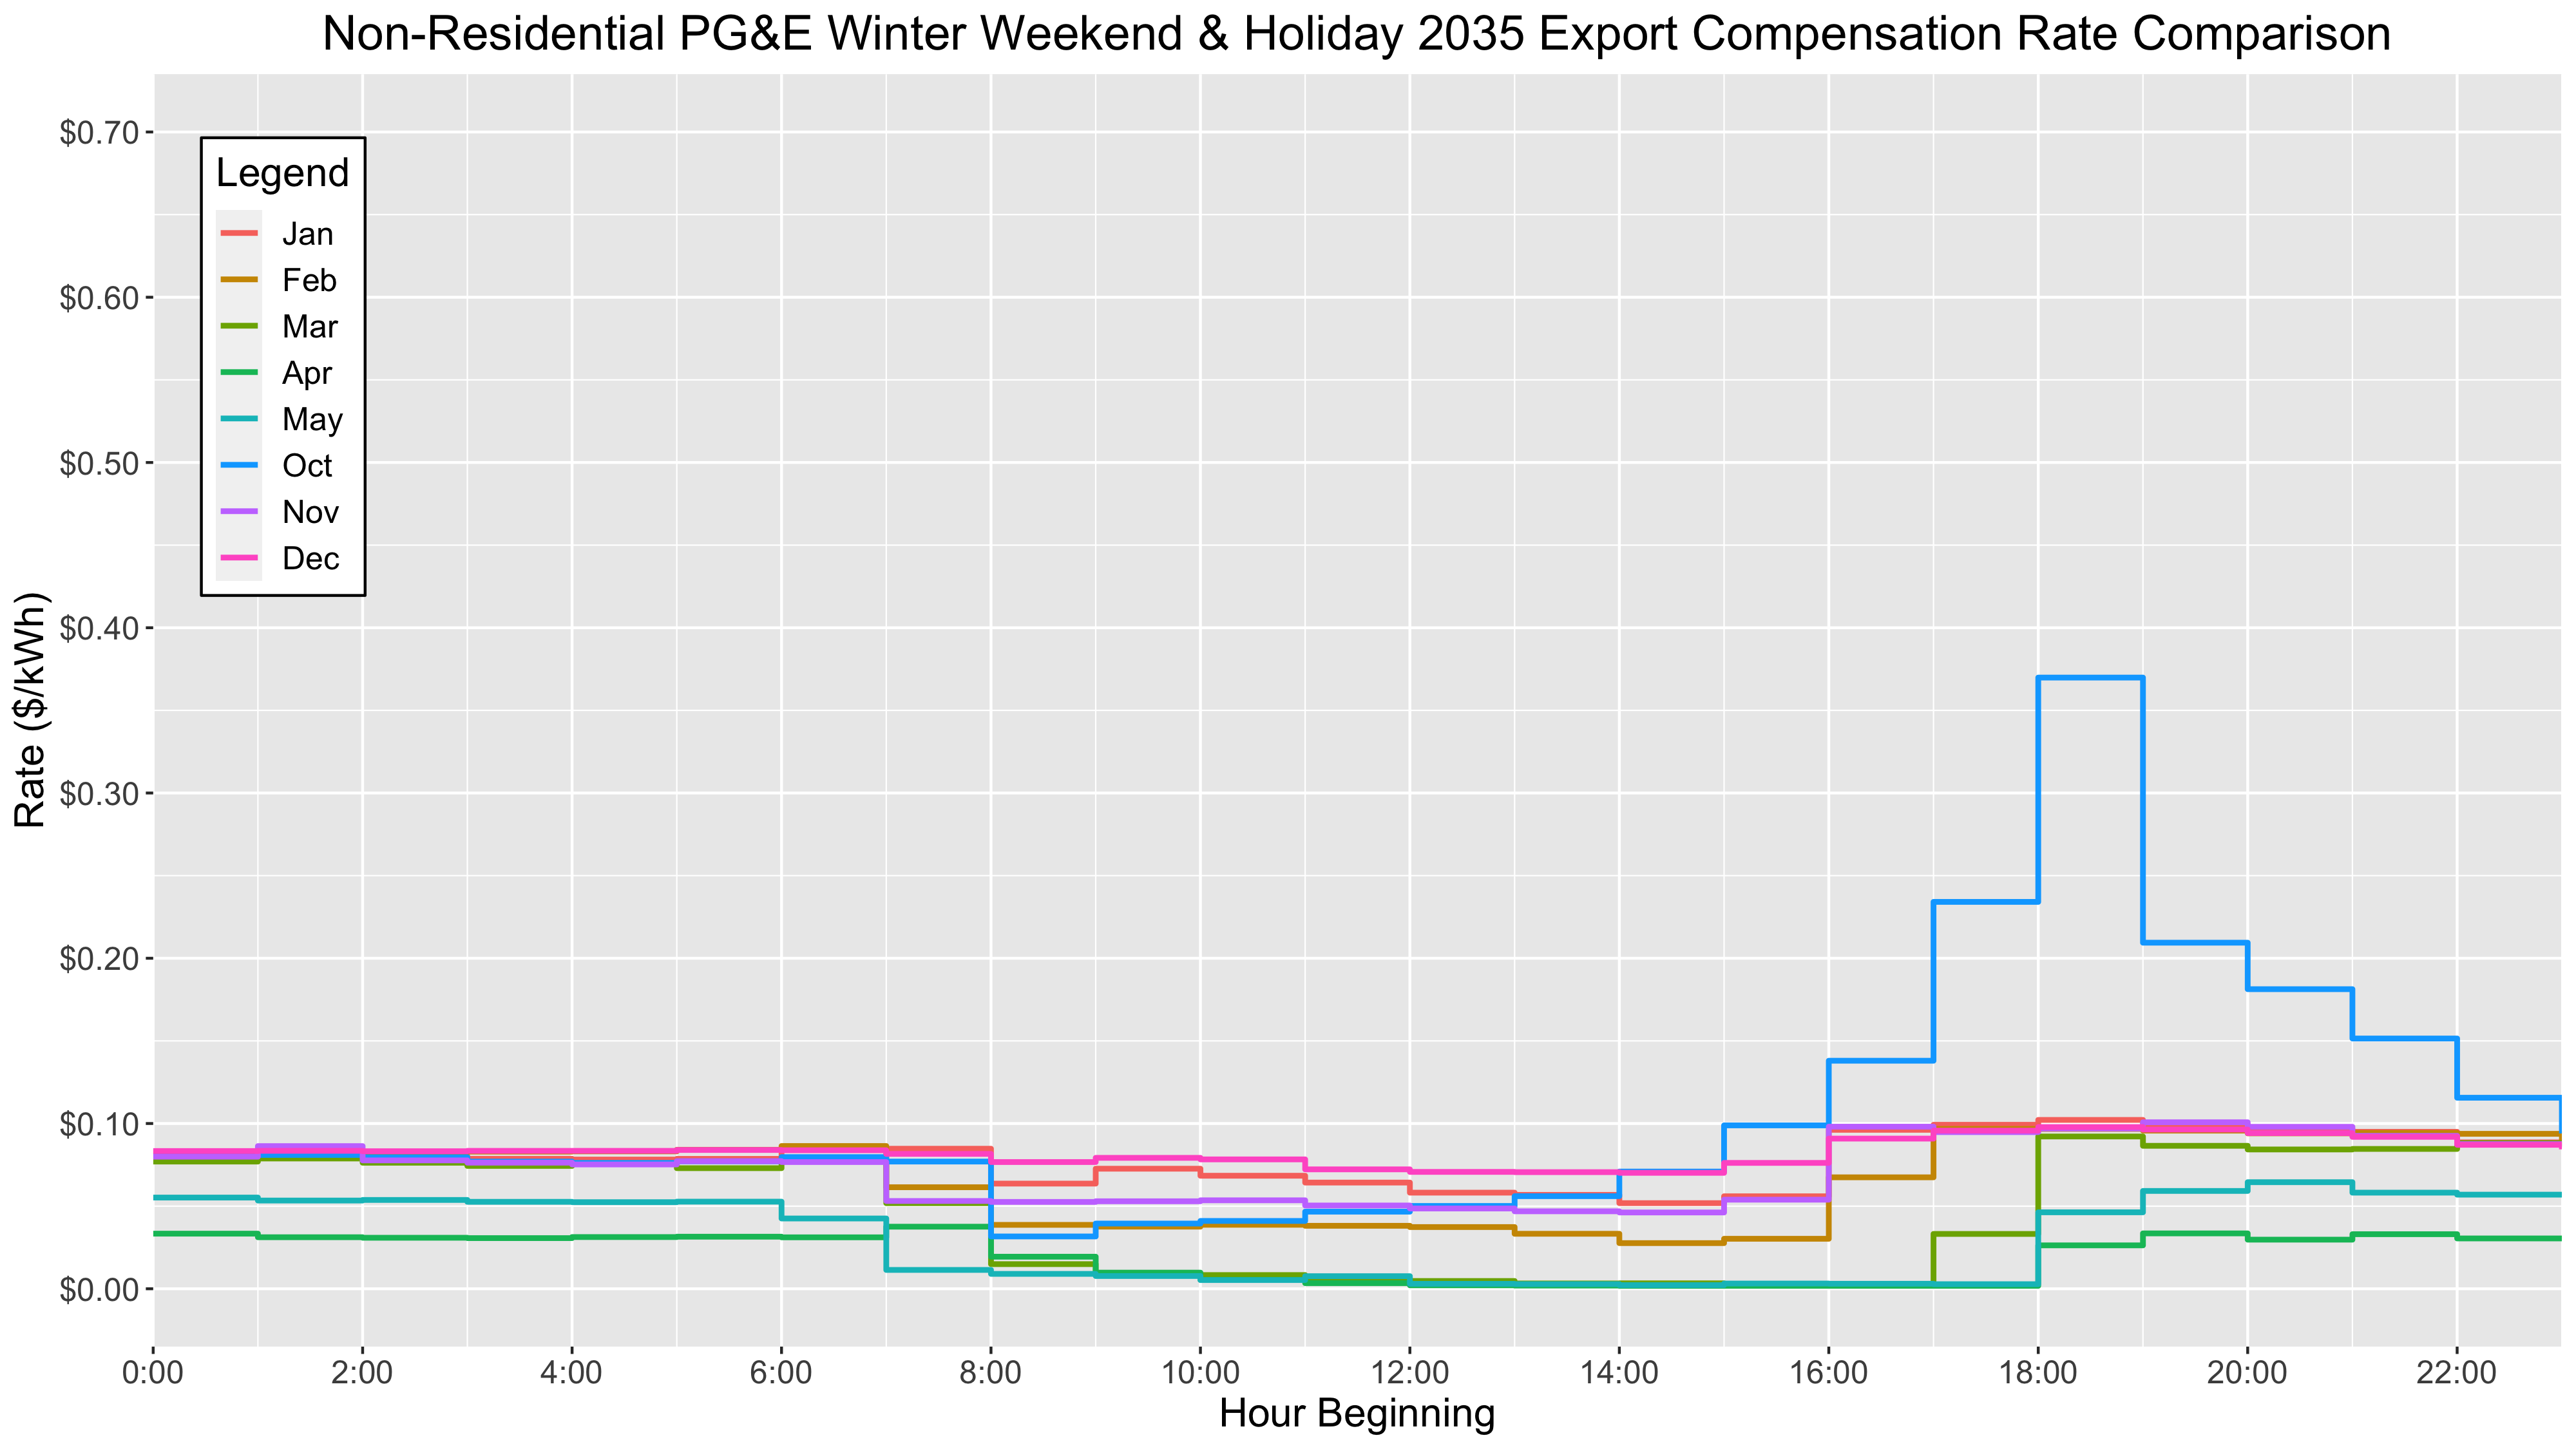 Non-Residential PG&E Winter Weekend & Holiday 2035 Export Compensation Rate Comparison
$0.70
$0.60
$0.50
$0.40
$0.30
$0.20
$0.10
$0.00
Rate ($/kWh)
Legend
Jan
Feb
Mar
Apr
May
Oct
Nov
Dec
0:00 2:00 4:00 6:00 8:00 10:00 12:00 14:00 16:00 18:00 20:00 22:00
Hour Beginning